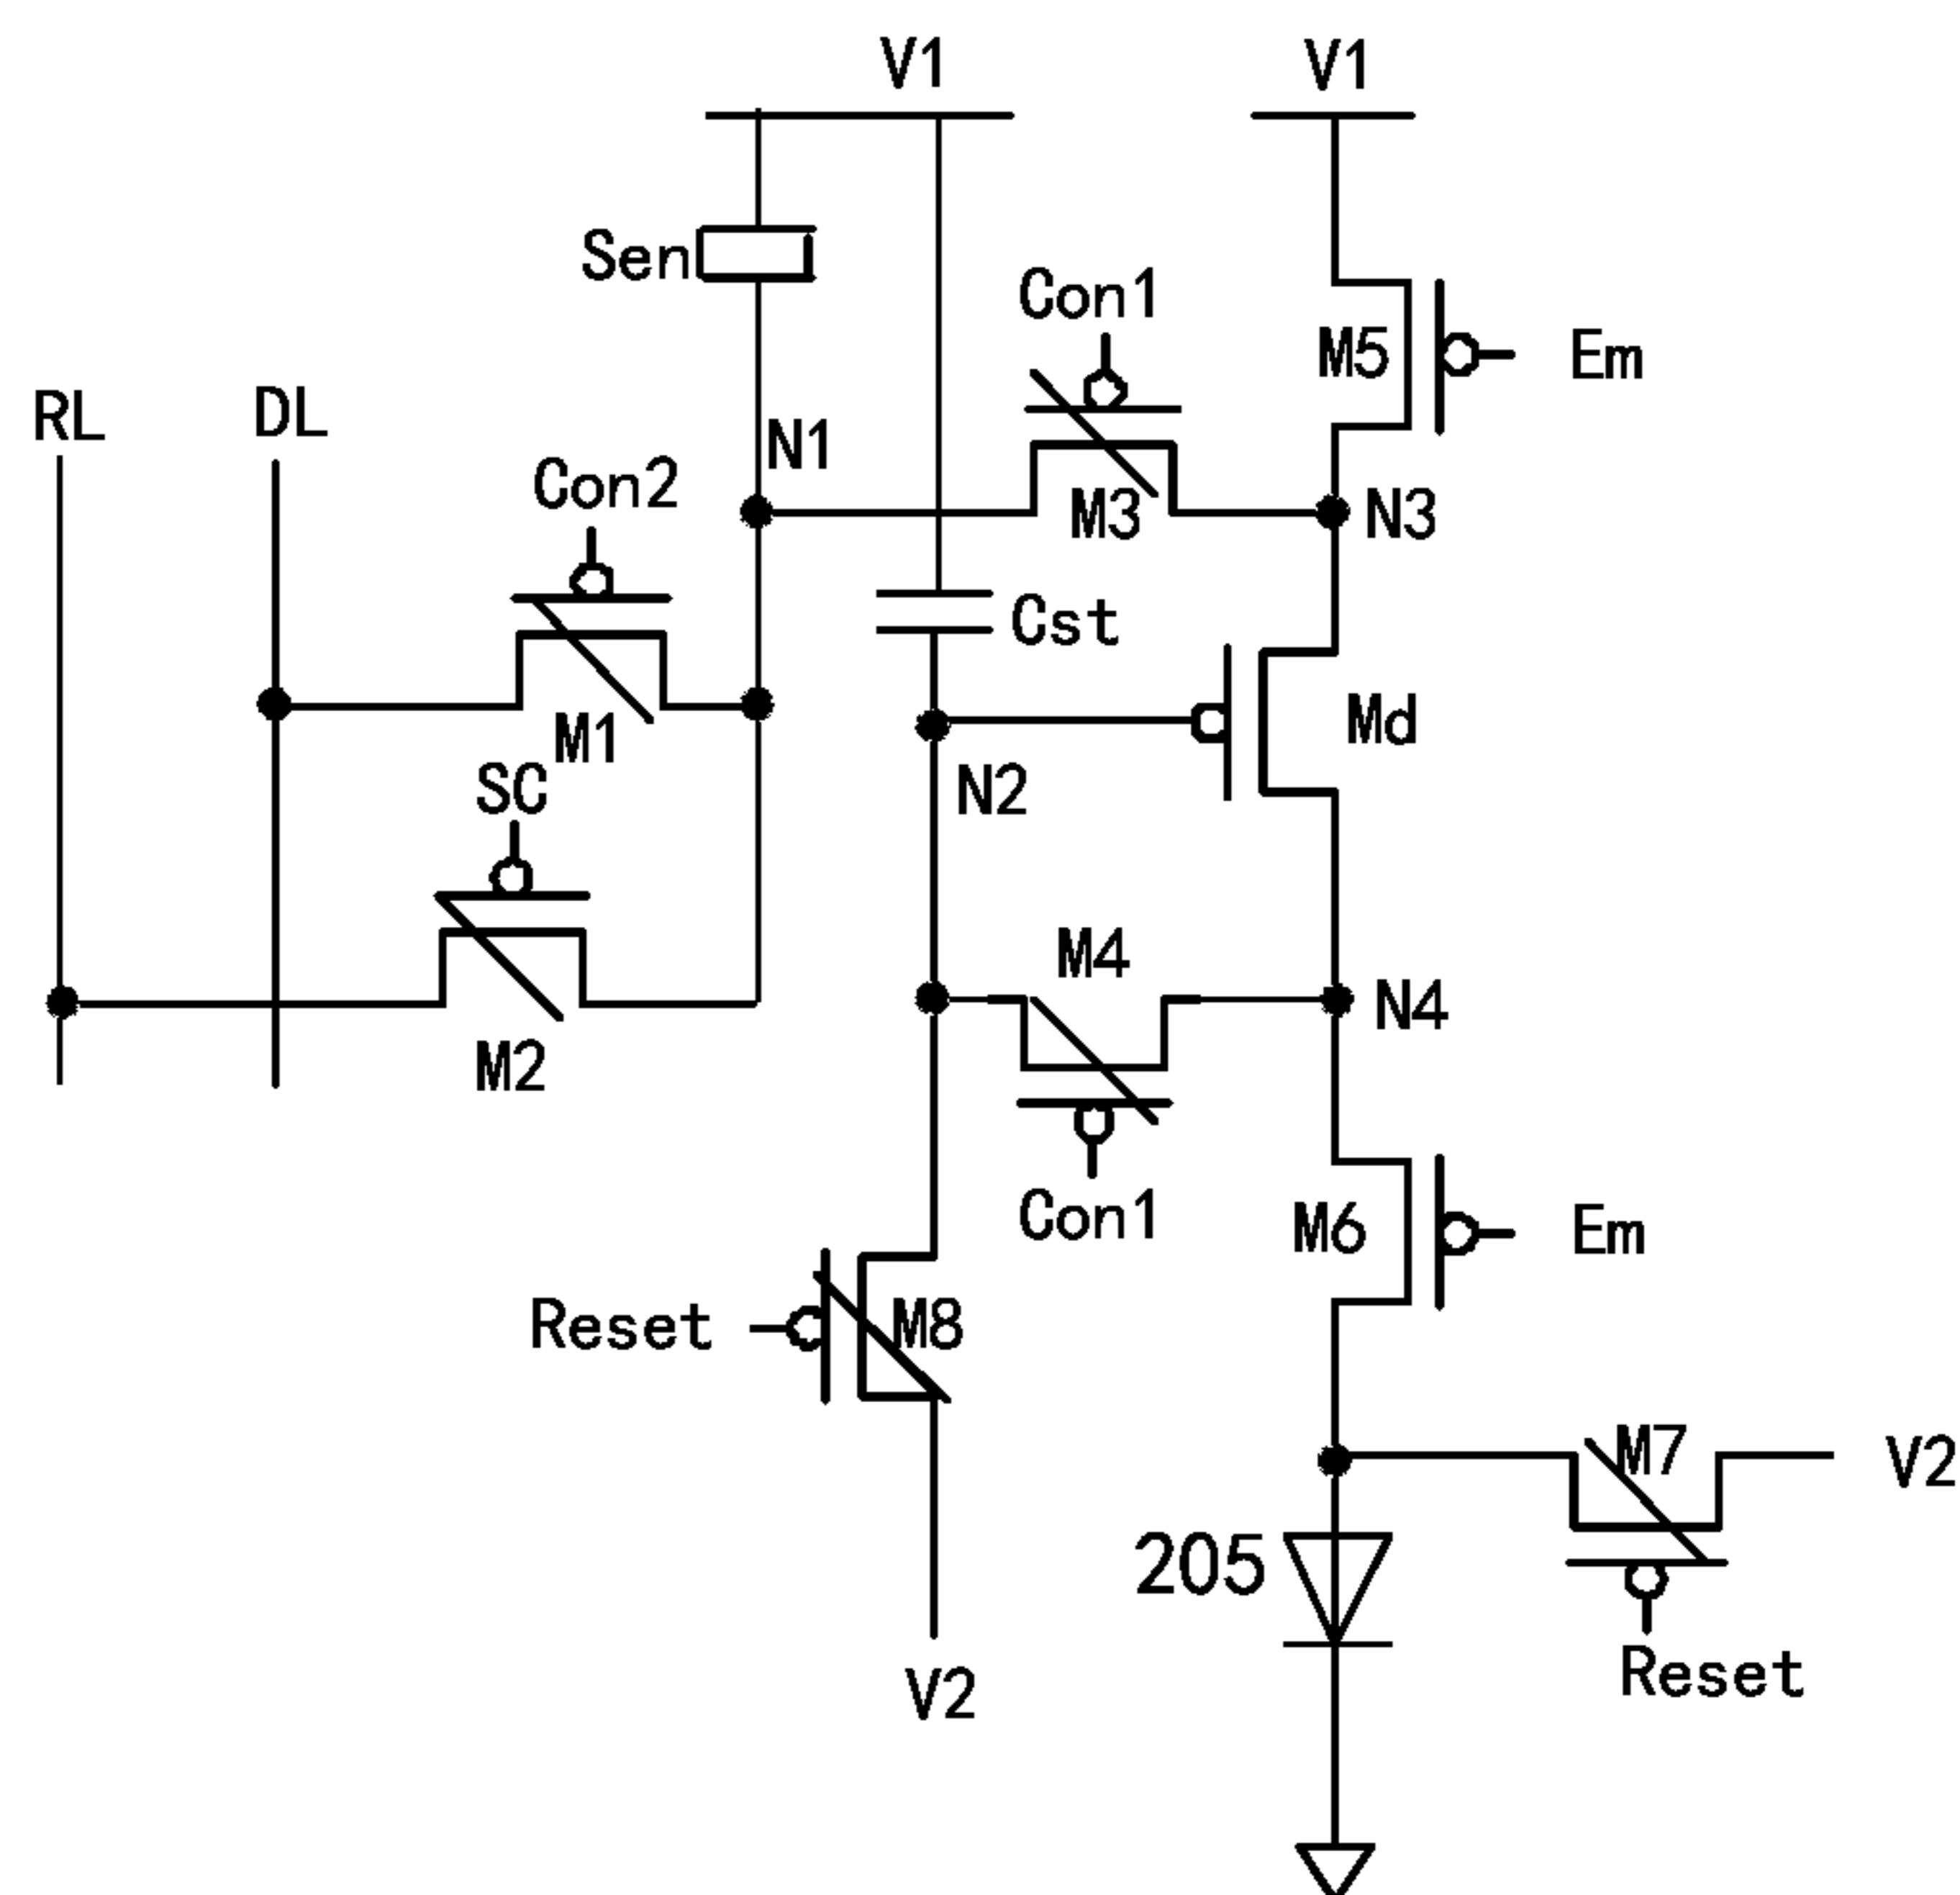 V1
V1
Sen
Con1
M5
Em
RL
DL
N1
Con2
M3
N3
Cst
M1
Md
SC
N2
M4
N4
M2
Con1
M6
Em
Reset
M8
M7
V2
205
Reset
V2